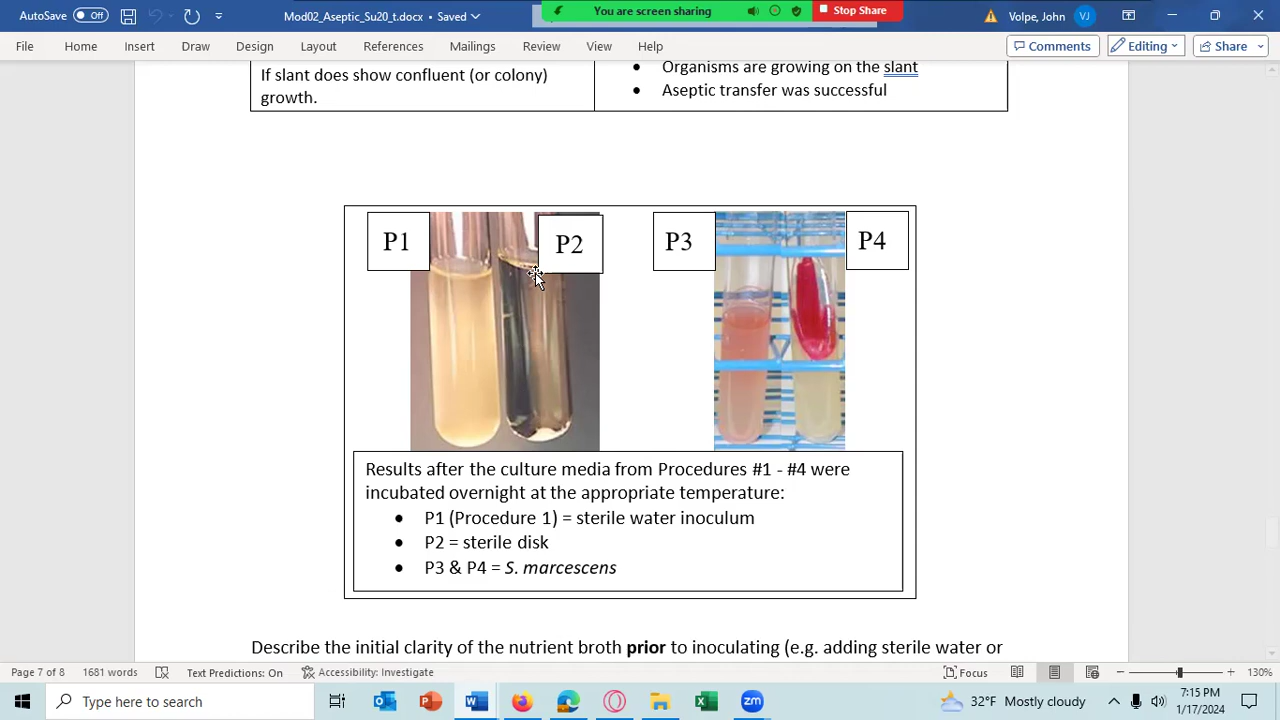 AutoSave Off Mod02_Aseptic_Su20_t.docx • Saved You are screen sharing Stop Share Volpe, John VJ
File Home Insert Draw Design Layout References Mailings Review View Help Comments Editing Share
If slant does show confluent (or colony)
growth.
• Organisms are growing on the slant
• Aseptic transfer was successful
P1 P2 P3 P4
Results after the culture media from Procedures #1 - #4 were
incubated overnight at the appropriate temperature:
• P1 (Procedure 1) = sterile water inoculum
• P2 = sterile disk
• P3 & P4 = S. marcescens
Describe the initial clarity of the nutrient broth prior to inoculating (e.g. adding sterile water or
Page 7 of 8 1681 words Text Predictions: On Accessibility: Investigate Focus 130%
Type here to search 32°F Mostly cloudy 7:15 PM
1/17/2024